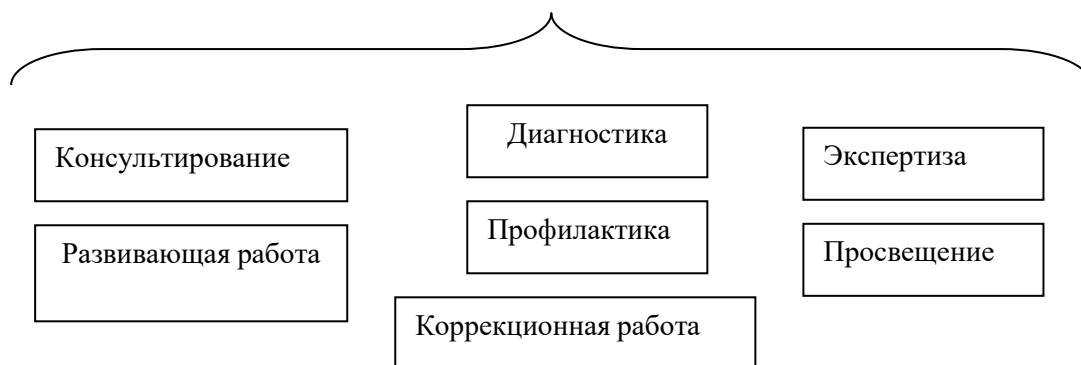 Консультирование
Диагностика
Экспертиза
Развивающая работа
Профилактика
Просвещение
Коррекционная работа